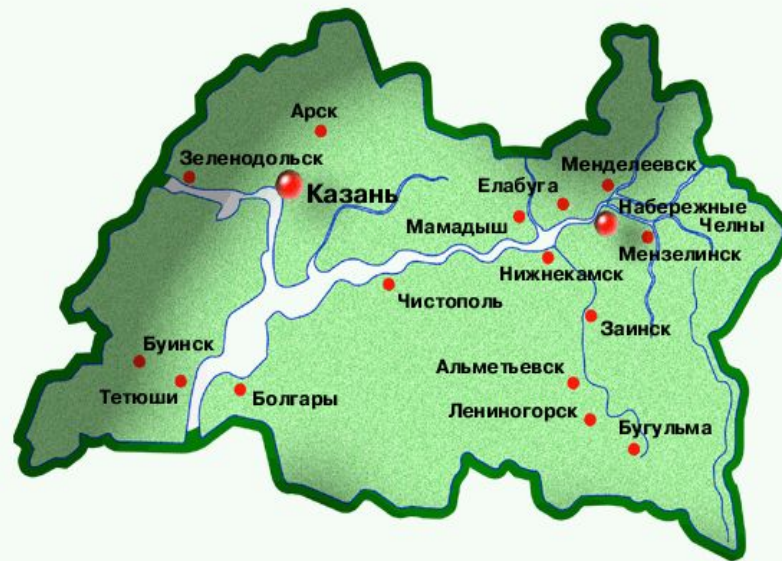 Арск
Зеленодольск
Казань
Менделеевск
Елабуга
Набережные
Челны
Мамадыш
Мензелинск
Нижнекамск
Чистополь
Заинск
Буинск
Тетюши
Болгары
Альметьевск
Лениногорск
Бугульма